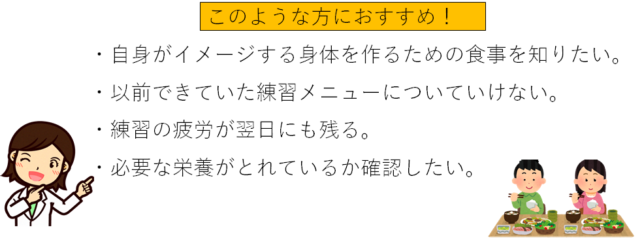 このような方におすすめ！
・自身がイメージする身体を作るための食事を知りたい。
・以前できていた練習メニューについていけない。
・練習の疲労が翌日にも残る。
・必要な栄養がとれているか確認したい。